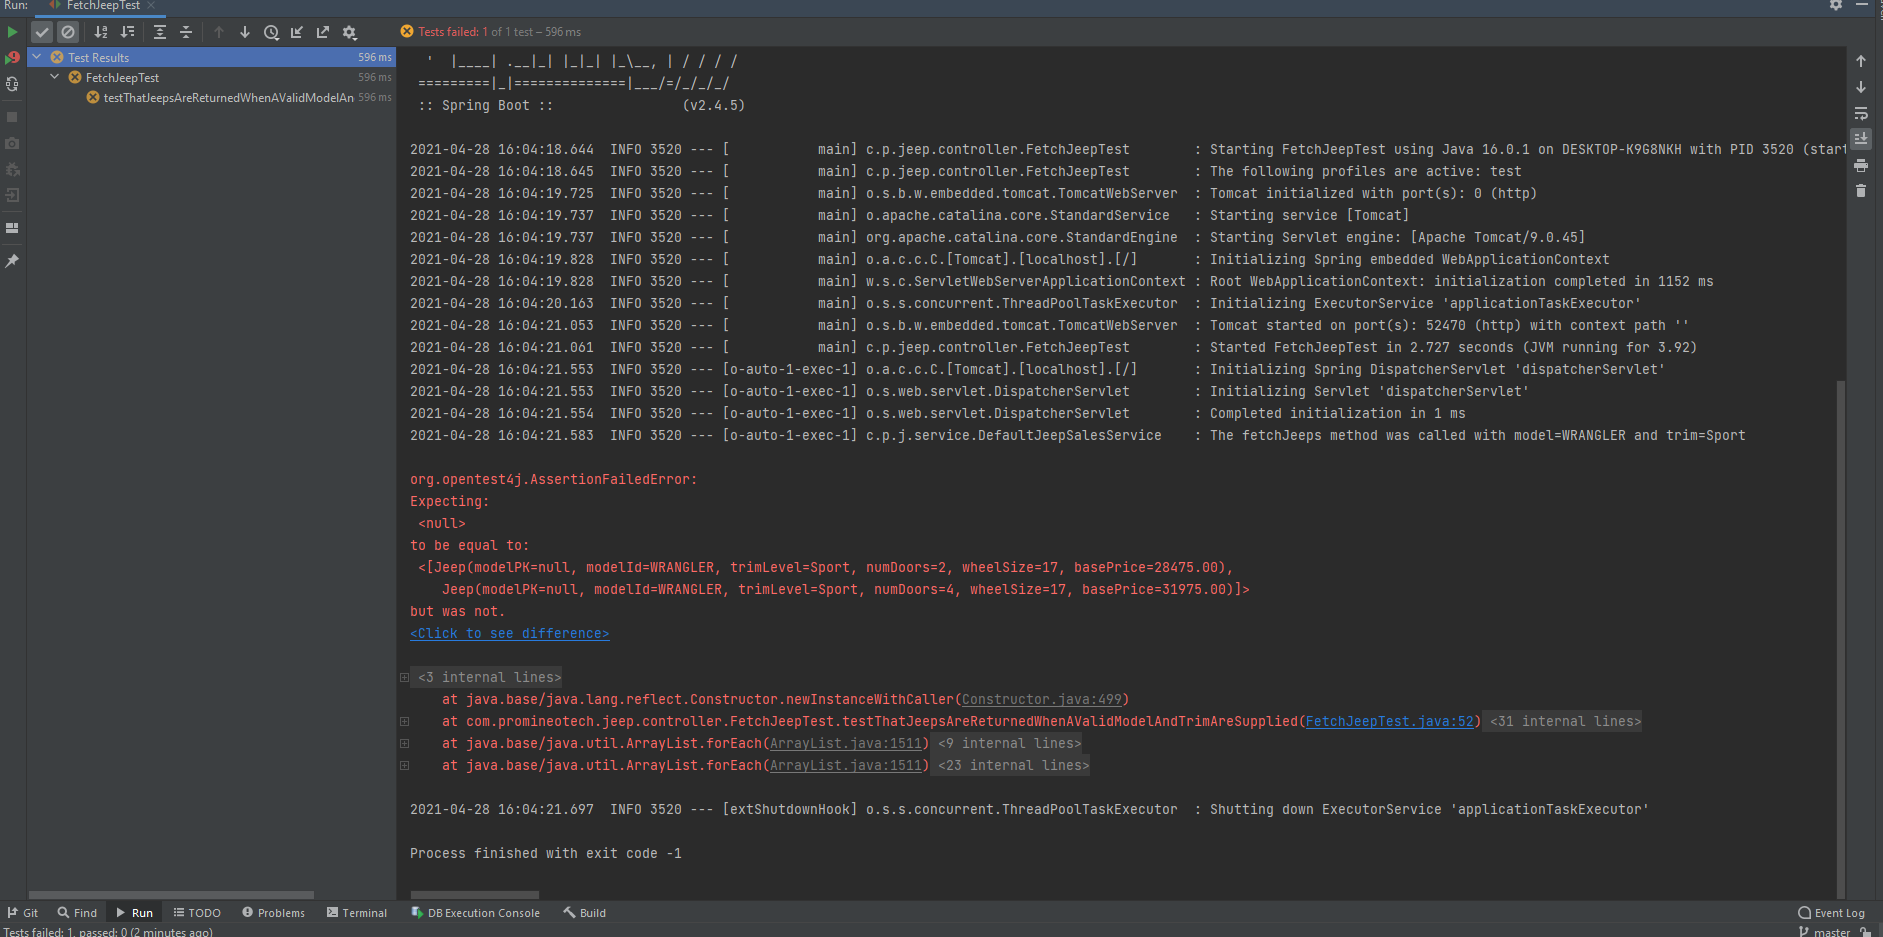 Run: FetchJeepTest
Tests failed: 1 of 1 test – 596 ms
Test Results 596 ms
FetchJeepTest 596 ms
testThatJeepsAreReturnedWhenAValidModelAn 596 ms
'  |____| .__|_| |_|_| |_\__, | / / / /
=========|_|==============|___/=/_/_/_/
:: Spring Boot ::                (v2.4.5)
2021-04-28 16:04:18.644  INFO 3520 --- [           main] c.p.jeep.controller.FetchJeepTest        : Starting FetchJeepTest using Java 16.0.1 on DESKTOP-K9G8NKH with PID 3520 (start
2021-04-28 16:04:18.645  INFO 3520 --- [           main] c.p.jeep.controller.FetchJeepTest        : The following profiles are active: test
2021-04-28 16:04:19.725  INFO 3520 --- [           main] o.s.b.w.embedded.tomcat.TomcatWebServer  : Tomcat initialized with port(s): 0 (http)
2021-04-28 16:04:19.737  INFO 3520 --- [           main] o.apache.catalina.core.StandardService   : Starting service [Tomcat]
2021-04-28 16:04:19.737  INFO 3520 --- [           main] org.apache.catalina.core.StandardEngine  : Starting Servlet engine: [Apache Tomcat/9.0.45]
2021-04-28 16:04:19.828  INFO 3520 --- [           main] o.a.c.c.C.[Tomcat].[localhost].[/]       : Initializing Spring embedded WebApplicationContext
2021-04-28 16:04:19.828  INFO 3520 --- [           main] w.s.c.ServletWebServerApplicationContext : Root WebApplicationContext: initialization completed in 1152 ms
2021-04-28 16:04:20.163  INFO 3520 --- [           main] o.s.s.concurrent.ThreadPoolTaskExecutor  : Initializing ExecutorService 'applicationTaskExecutor'
2021-04-28 16:04:21.053  INFO 3520 --- [           main] o.s.b.w.embedded.tomcat.TomcatWebServer  : Tomcat started on port(s): 52470 (http) with context path ''
2021-04-28 16:04:21.061  INFO 3520 --- [           main] c.p.jeep.controller.FetchJeepTest        : Started FetchJeepTest in 2.727 seconds (JVM running for 3.92)
2021-04-28 16:04:21.553  INFO 3520 --- [o-auto-1-exec-1] o.a.c.c.C.[Tomcat].[localhost].[/]       : Initializing Spring DispatcherServlet 'dispatcherServlet'
2021-04-28 16:04:21.553  INFO 3520 --- [o-auto-1-exec-1] o.s.web.servlet.DispatcherServlet        : Initializing Servlet 'dispatcherServlet'
2021-04-28 16:04:21.554  INFO 3520 --- [o-auto-1-exec-1] o.s.web.servlet.DispatcherServlet        : Completed initialization in 1 ms
2021-04-28 16:04:21.583  INFO 3520 --- [o-auto-1-exec-1] c.p.j.service.DefaultJeepSalesService    : The fetchJeeps method was called with model=WRANGLER and trim=Sport
org.opentest4j.AssertionFailedError:
Expecting:
<null>
to be equal to:
<[Jeep(modelPK=null, modelId=WRANGLER, trimLevel=Sport, numDoors=2, wheelSize=17, basePrice=28475.00),
Jeep(modelPK=null, modelId=WRANGLER, trimLevel=Sport, numDoors=4, wheelSize=17, basePrice=31975.00)]>
but was not.
<Click to see difference>
<3 internal lines>
at java.base/java.lang.reflect.Constructor.newInstanceWithCaller(Constructor.java:499)
at com.promineotech.jeep.controller.FetchJeepTest.testThatJeepsAreReturnedWhenAValidModelAndTrimAreSupplied(FetchJeepTest.java:52) <31 internal lines>
at java.base/java.util.ArrayList.forEach(ArrayList.java:1511) <9 internal lines>
at java.base/java.util.ArrayList.forEach(ArrayList.java:1511) <23 internal lines>
2021-04-28 16:04:21.697  INFO 3520 --- [extShutdownHook] o.s.s.concurrent.ThreadPoolTaskExecutor  : Shutting down ExecutorService 'applicationTaskExecutor'
Process finished with exit code -1
Git Find Run TODO Problems Terminal DB Execution Console Build Event Log
Tests failed: 1, passed: 0 (2 minutes ago) master